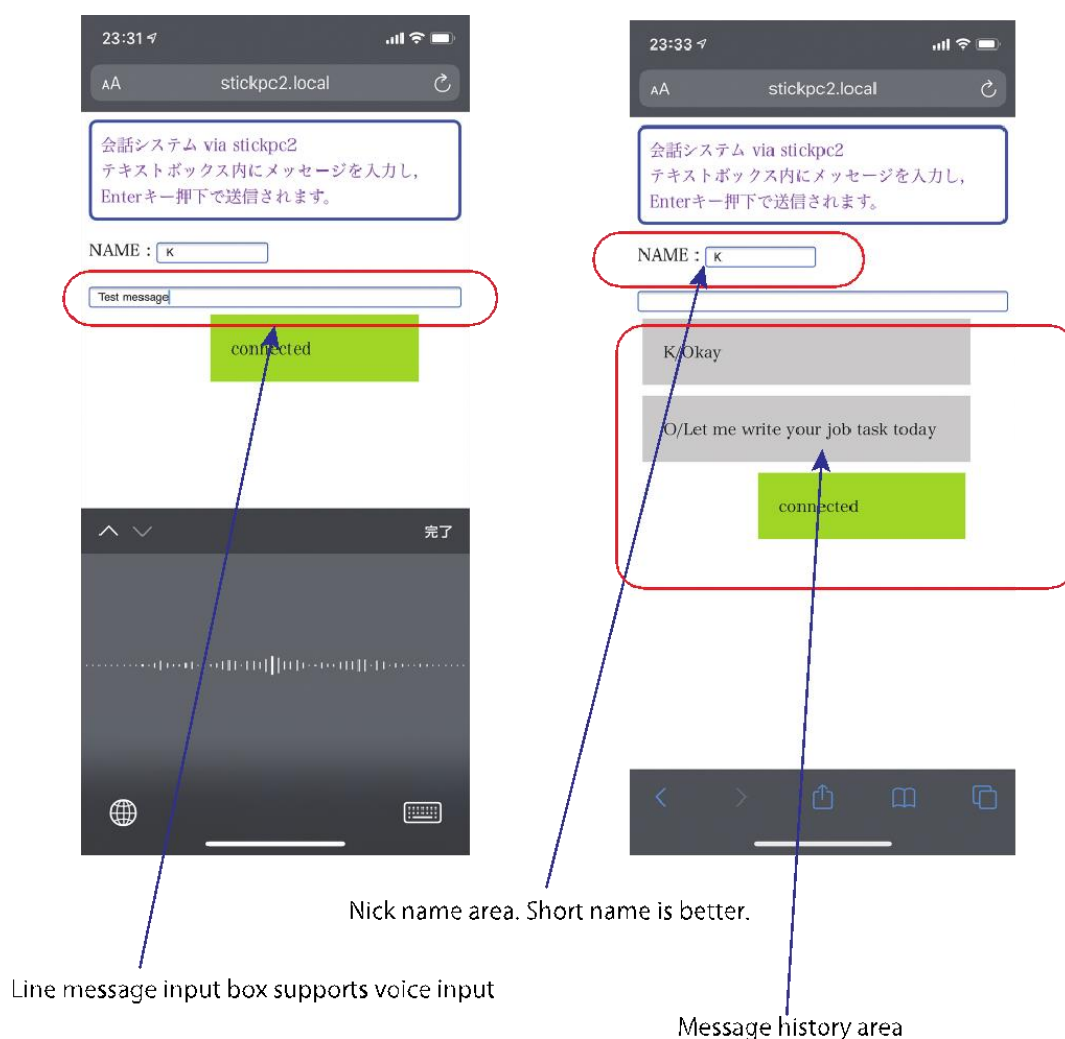 23:31
AA
stickpc2.local
会話システム via stickpc2
テキストボックス内にメッセージを入力し,
Enterキー押下で送信されます。
NAME : K
Test message
connected
完了
23:33
AA
stickpc2.local
会話システム via stickpc2
テキストボックス内にメッセージを入力し,
Enterキー押下で送信されます。
NAME : K
K/Okay
O/Let me write your job task today
connected
Nick name area. Short name is better.
Line message input box supports voice input
Message history area